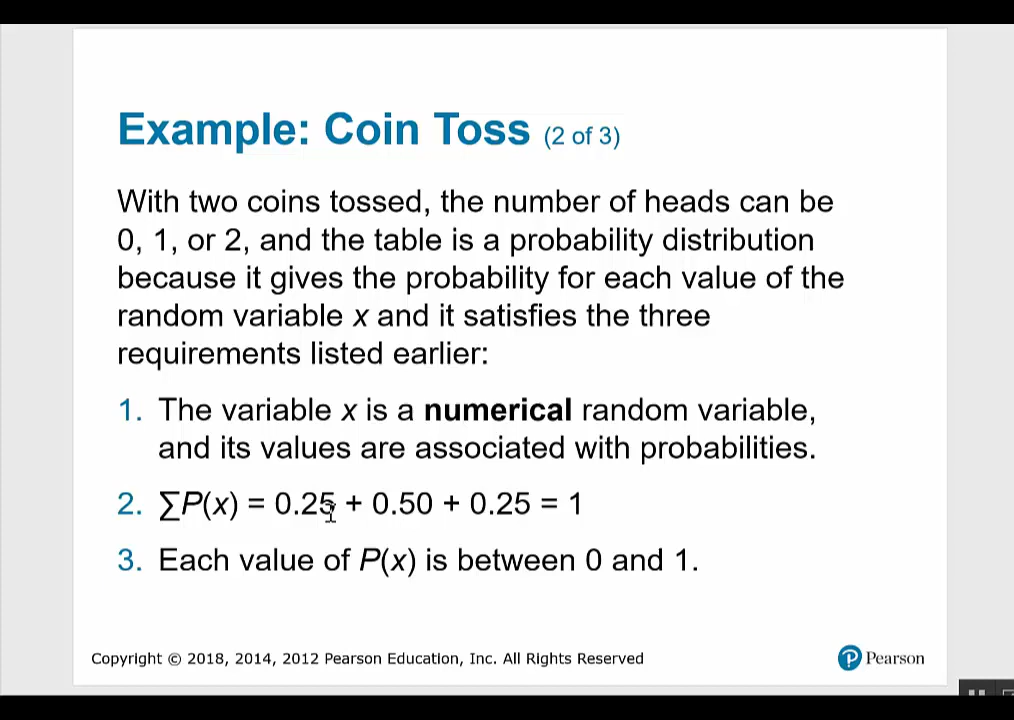 Example: Coin Toss (2 of 3)
With two coins tossed, the number of heads can be
0, 1, or 2, and the table is a probability distribution
because it gives the probability for each value of the
random variable x and it satisfies the three
requirements listed earlier:
1. The variable x is a numerical random variable,
and its values are associated with probabilities.
2. ∑P(x) = 0.25 + 0.50 + 0.25 = 1
3. Each value of P(x) is between 0 and 1.
Copyright © 2018, 2014, 2012 Pearson Education, Inc. All Rights Reserved
P Pearson